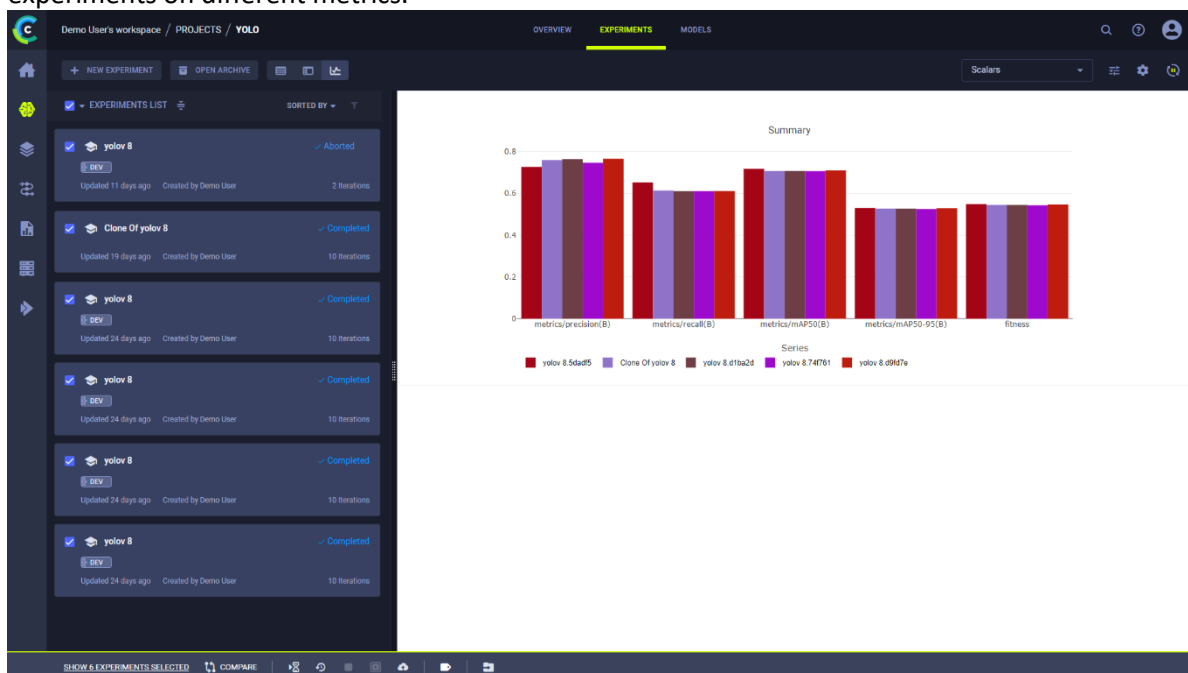 experiments on different metrics.
Demo User's workspace / PROJECTS / YOLO
OVERVIEW EXPERIMENTS MODELS
+ NEW EXPERIMENT OPEN ARCHIVE
Scalars
EXPERIMENTS LIST SORTED BY
yolov 8 Aborted
DEV
Updated 11 days ago Created by Demo User 2 Iterations
Clone Of yolov 8 Completed
Updated 19 days ago Created by Demo User 10 Iterations
yolov 8 Completed
DEV
Updated 24 days ago Created by Demo User 10 Iterations
yolov 8 Completed
DEV
Updated 24 days ago Created by Demo User 10 Iterations
yolov 8 Completed
DEV
Updated 24 days ago Created by Demo User 10 Iterations
yolov 8 Completed
DEV
Updated 24 days ago Created by Demo User 10 Iterations
Summary
0.8
0.6
0.4
0.2
0
metrics/precision(B) metrics/recall(B) metrics/mAP50(B) metrics/mAP50-95(B) fitness
Series
yolov 8.5dadf5 Clone Of yolov 8 yolov 8.d1ba2d yolov 8.74f761 yolov 8.d9fd7e
SHOW 6 EXPERIMENTS SELECTED COMPARE